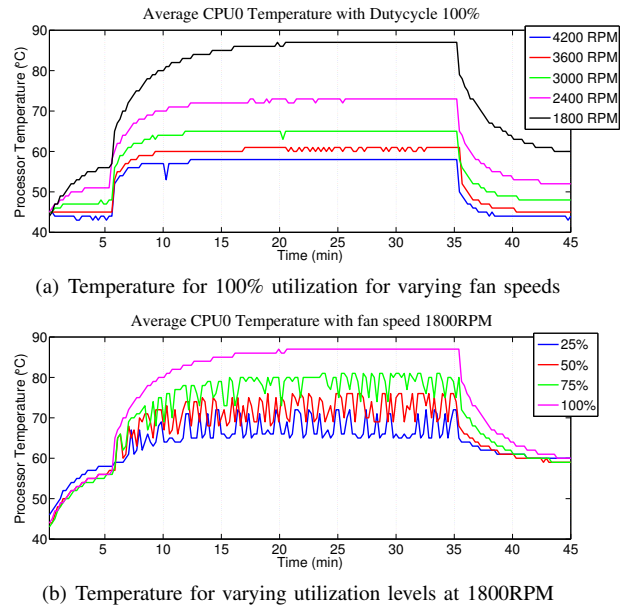 Average CPU0 Temperature with Dutycycle 100%
Processor Temperature (ºC)
90
80
70
60
50
40
5
10
15
20
25
30
35
40
45
Time (min)
4200 RPM
3600 RPM
3000 RPM
2400 RPM
1800 RPM
(a) Temperature for 100% utilization for varying fan speeds
Average CPU0 Temperature with fan speed 1800RPM
Processor Temperature (ºC)
90
80
70
60
50
40
5
10
15
20
25
30
35
40
45
Time (min)
25%
50%
75%
100%
(b) Temperature for varying utilization levels at 1800RPM